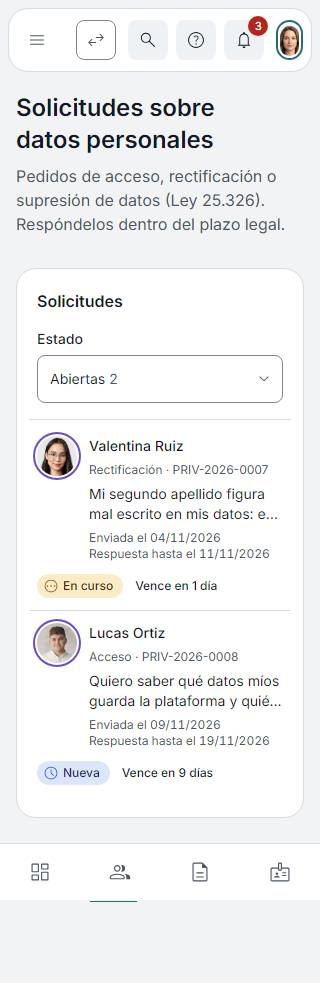 3
Solicitudes sobre
datos personales
Pedidos de acceso, rectificación o
supresión de datos (Ley 25.326).
Respóndelos dentro del plazo legal.
Solicitudes
Estado
Abiertas 2
Valentina Ruiz
Rectificación · PRIV-2026-0007
Mi segundo apellido figura
mal escrito en mis datos: e...
Enviada el 04/11/2026
Respuesta hasta el 11/11/2026
En curso Vence en 1 día
Lucas Ortiz
Acceso · PRIV-2026-0008
Quiero saber qué datos míos
guarda la plataforma y quié...
Enviada el 09/11/2026
Respuesta hasta el 19/11/2026
Nueva Vence en 9 días